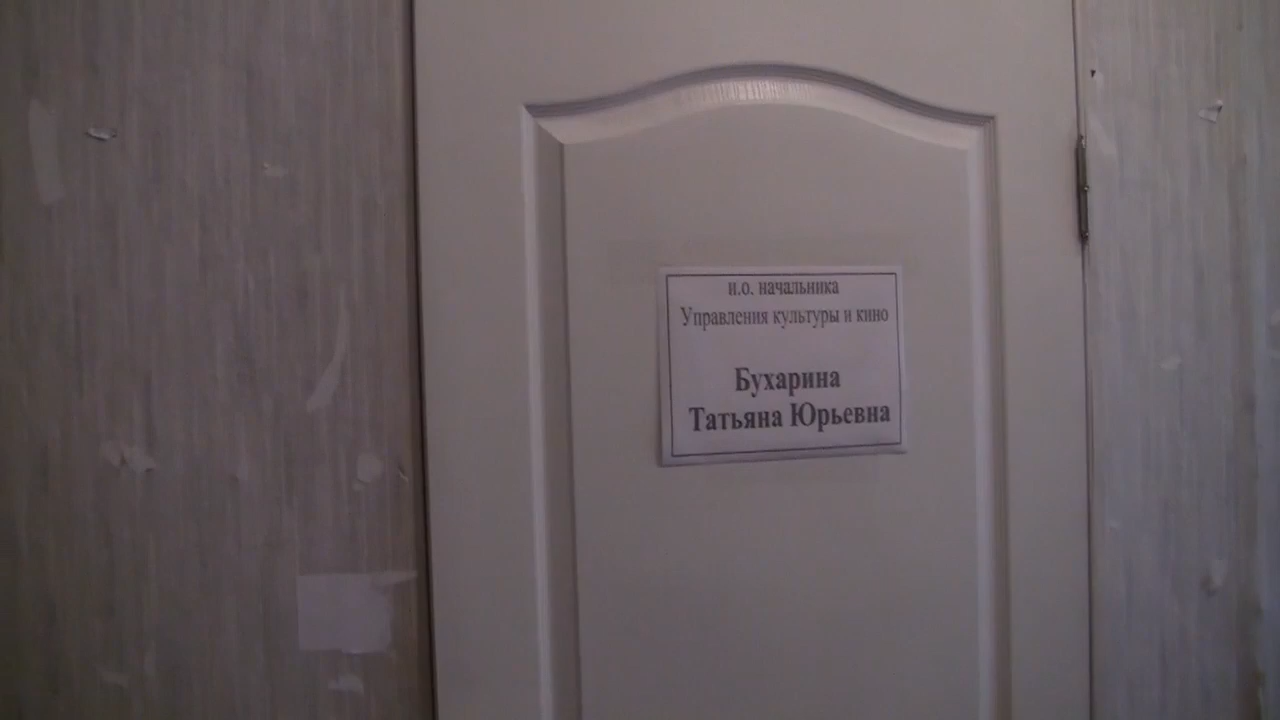 и.о. начальника
Управления культуры и кино
Бухарина
Татьяна Юрьевна